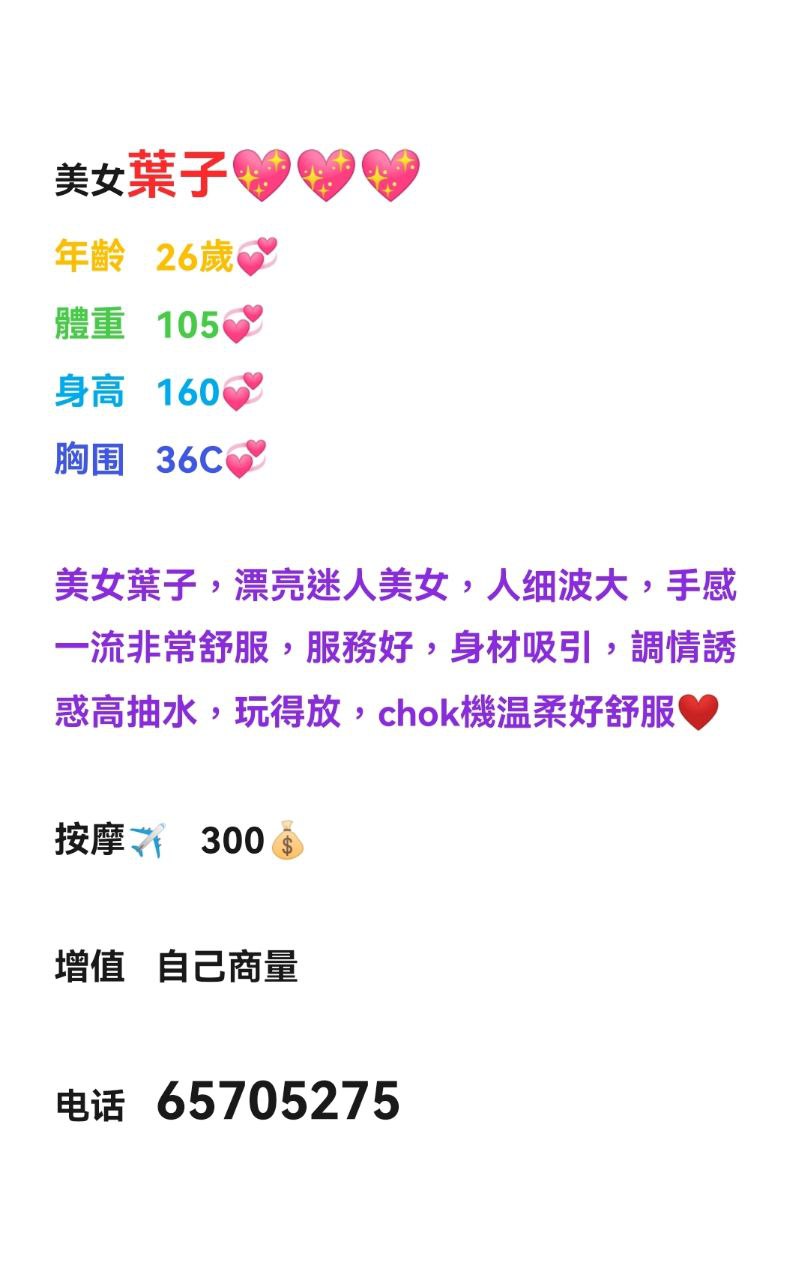 美女葉子💖💖💖
年齡 26歲💞
體重 105💞
身高 160💞
胸围 36C💞
美女葉子，漂亮迷人美女，人细波大，手感
一流非常舒服，服務好，身材吸引，調情誘
惑高抽水，玩得放，chok機温柔好舒服❤️
按摩✈️ 300💰
增值 自己商量
电话 65705275